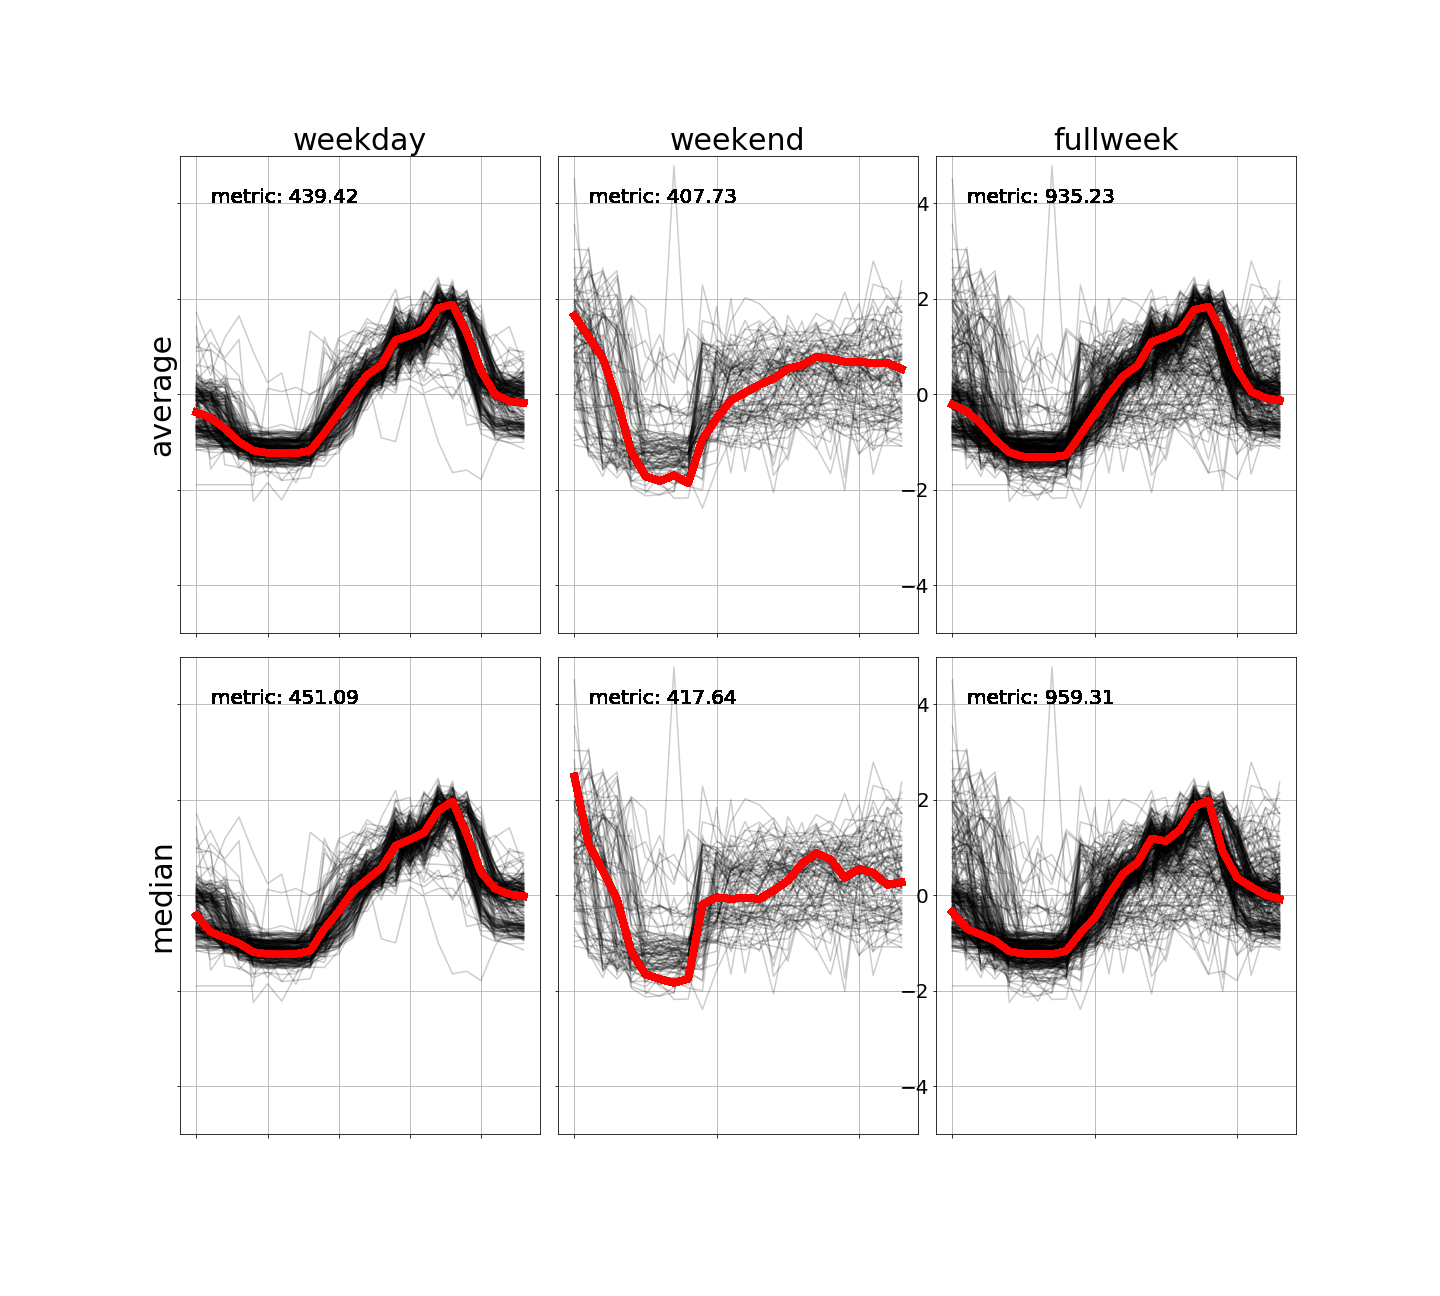 weekday
weekend
fullweek
average
metric: 439.42
metric: 407.73
metric: 935.23
4
2
0
−2
−4
median
metric: 451.09
metric: 417.64
metric: 959.31
4
2
0
−2
−4